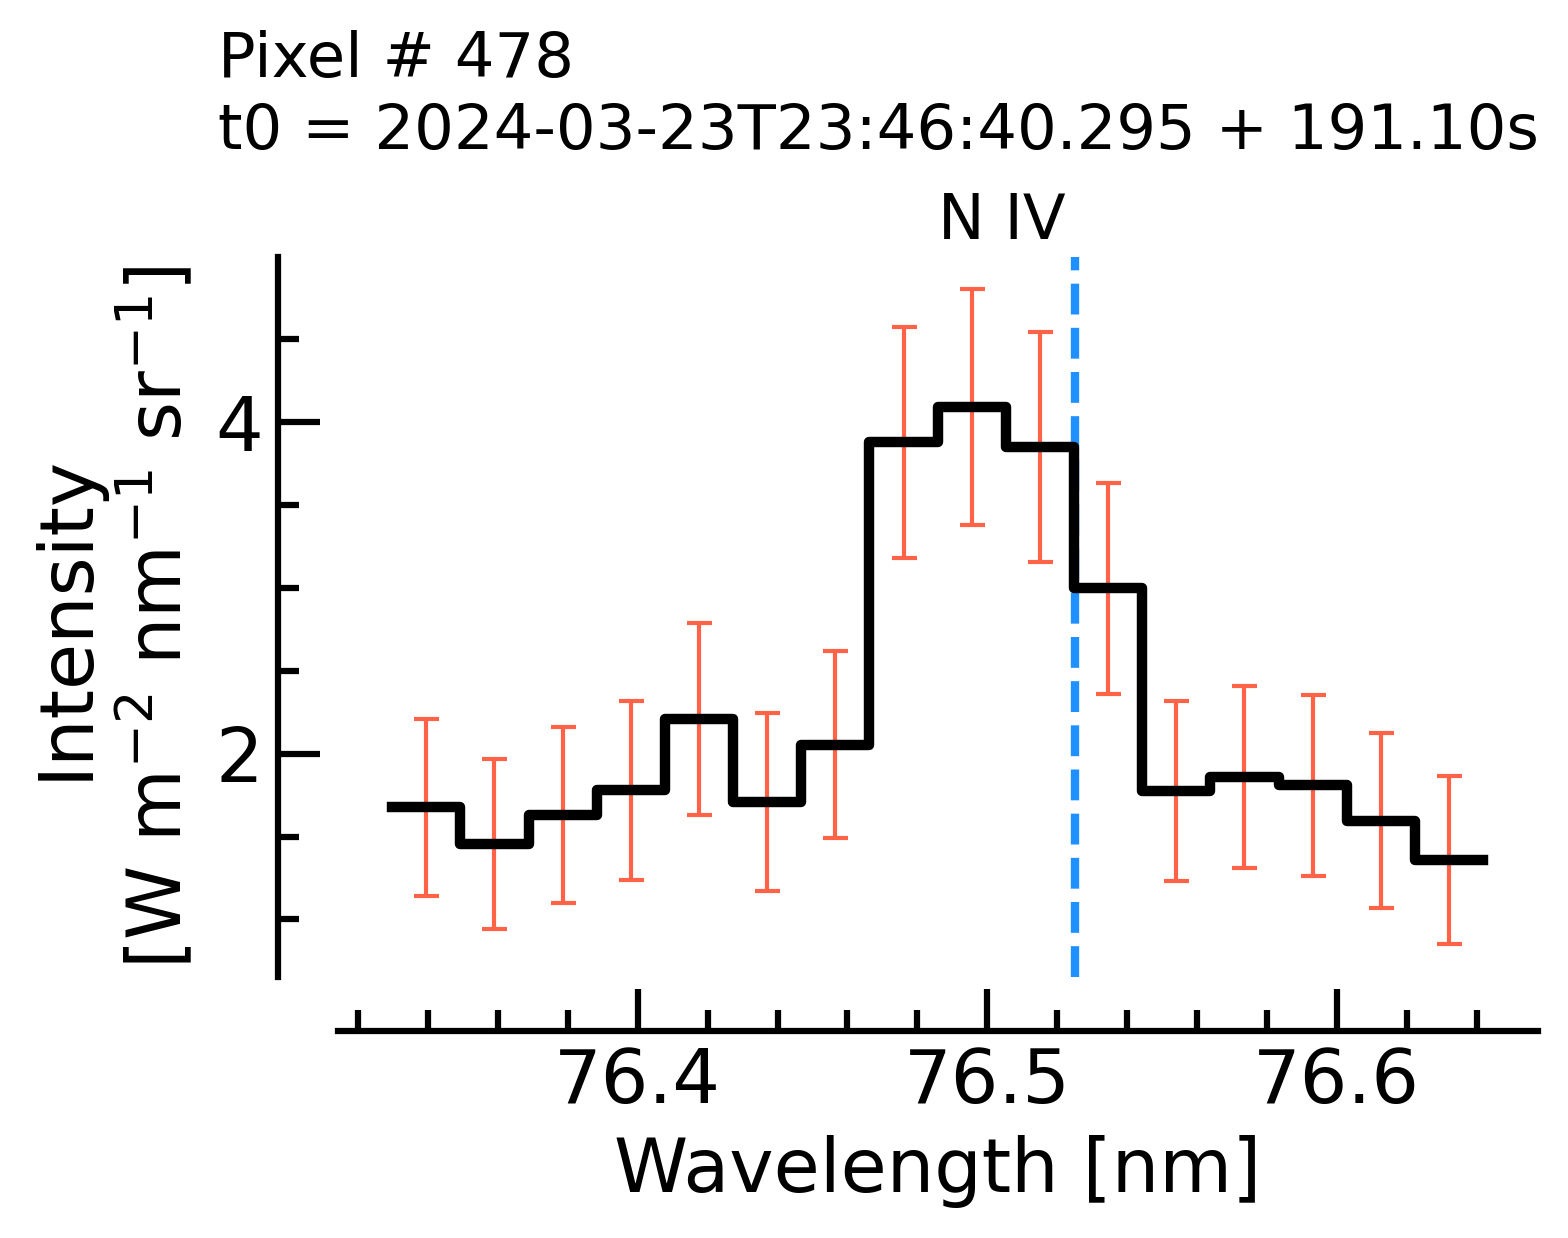 Pixel # 478
t0 = 2024-03-23T23:46:40.295 + 191.10s
N IV
Intensity
[W m⁻² nm⁻¹ sr⁻¹]
4
2
76.4 76.5 76.6
Wavelength [nm]